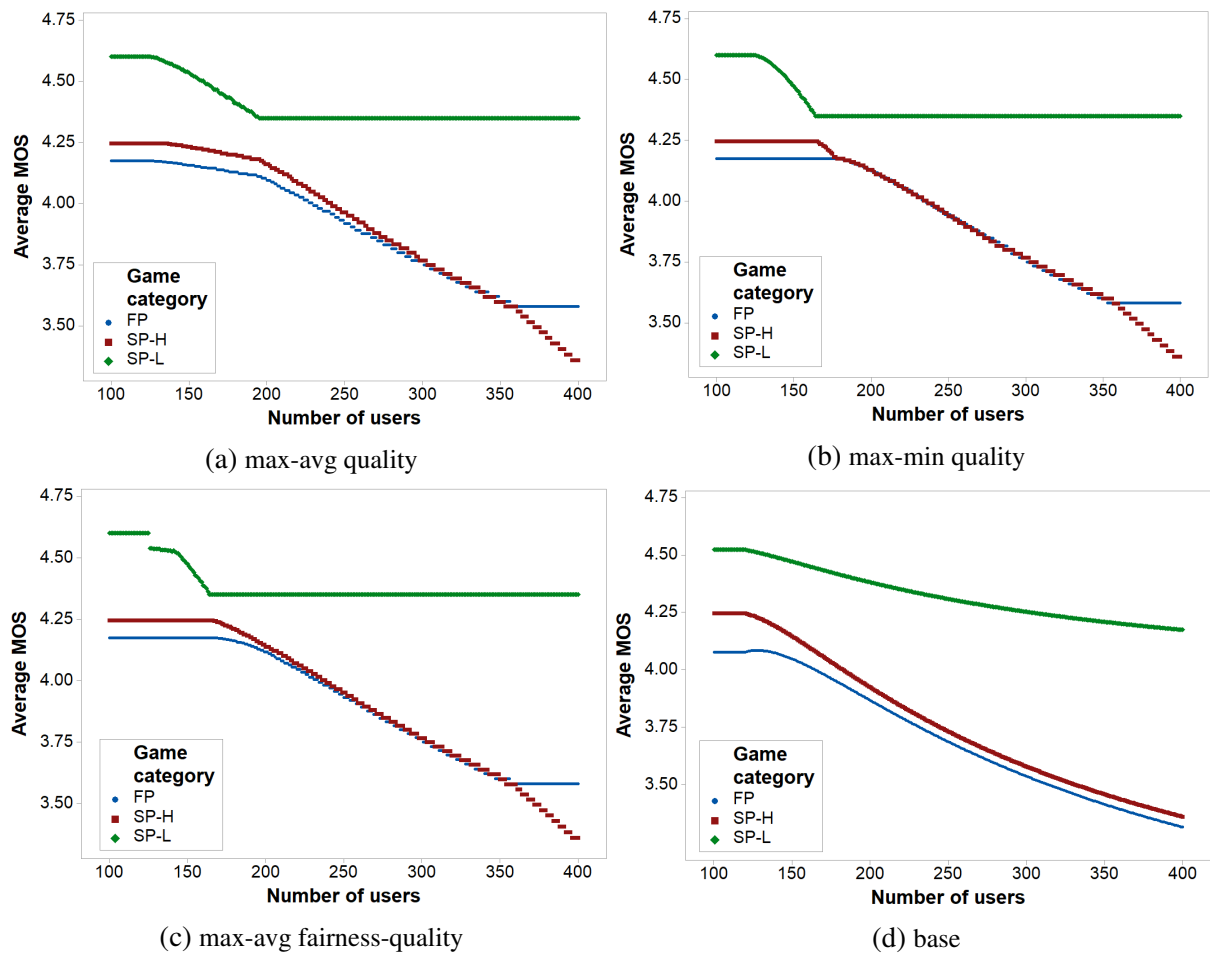 4.75
4.50
4.25
4.00
3.75
3.50
Average MOS
Game
category
FP
SP-H
SP-L
100 150 200 250 300 350 400
Number of users
(a) max-avg quality
4.75
4.50
4.25
4.00
3.75
3.50
Average MOS
Game
category
FP
SP-H
SP-L
100 150 200 250 300 350 400
Number of users
(b) max-min quality
4.75
4.50
4.25
4.00
3.75
3.50
Average MOS
Game
category
FP
SP-H
SP-L
100 150 200 250 300 350 400
Number of users
(c) max-avg fairness-quality
4.75
4.50
4.25
4.00
3.75
3.50
Average MOS
Game
category
FP
SP-H
SP-L
100 150 200 250 300 350 400
Number of users
(d) base